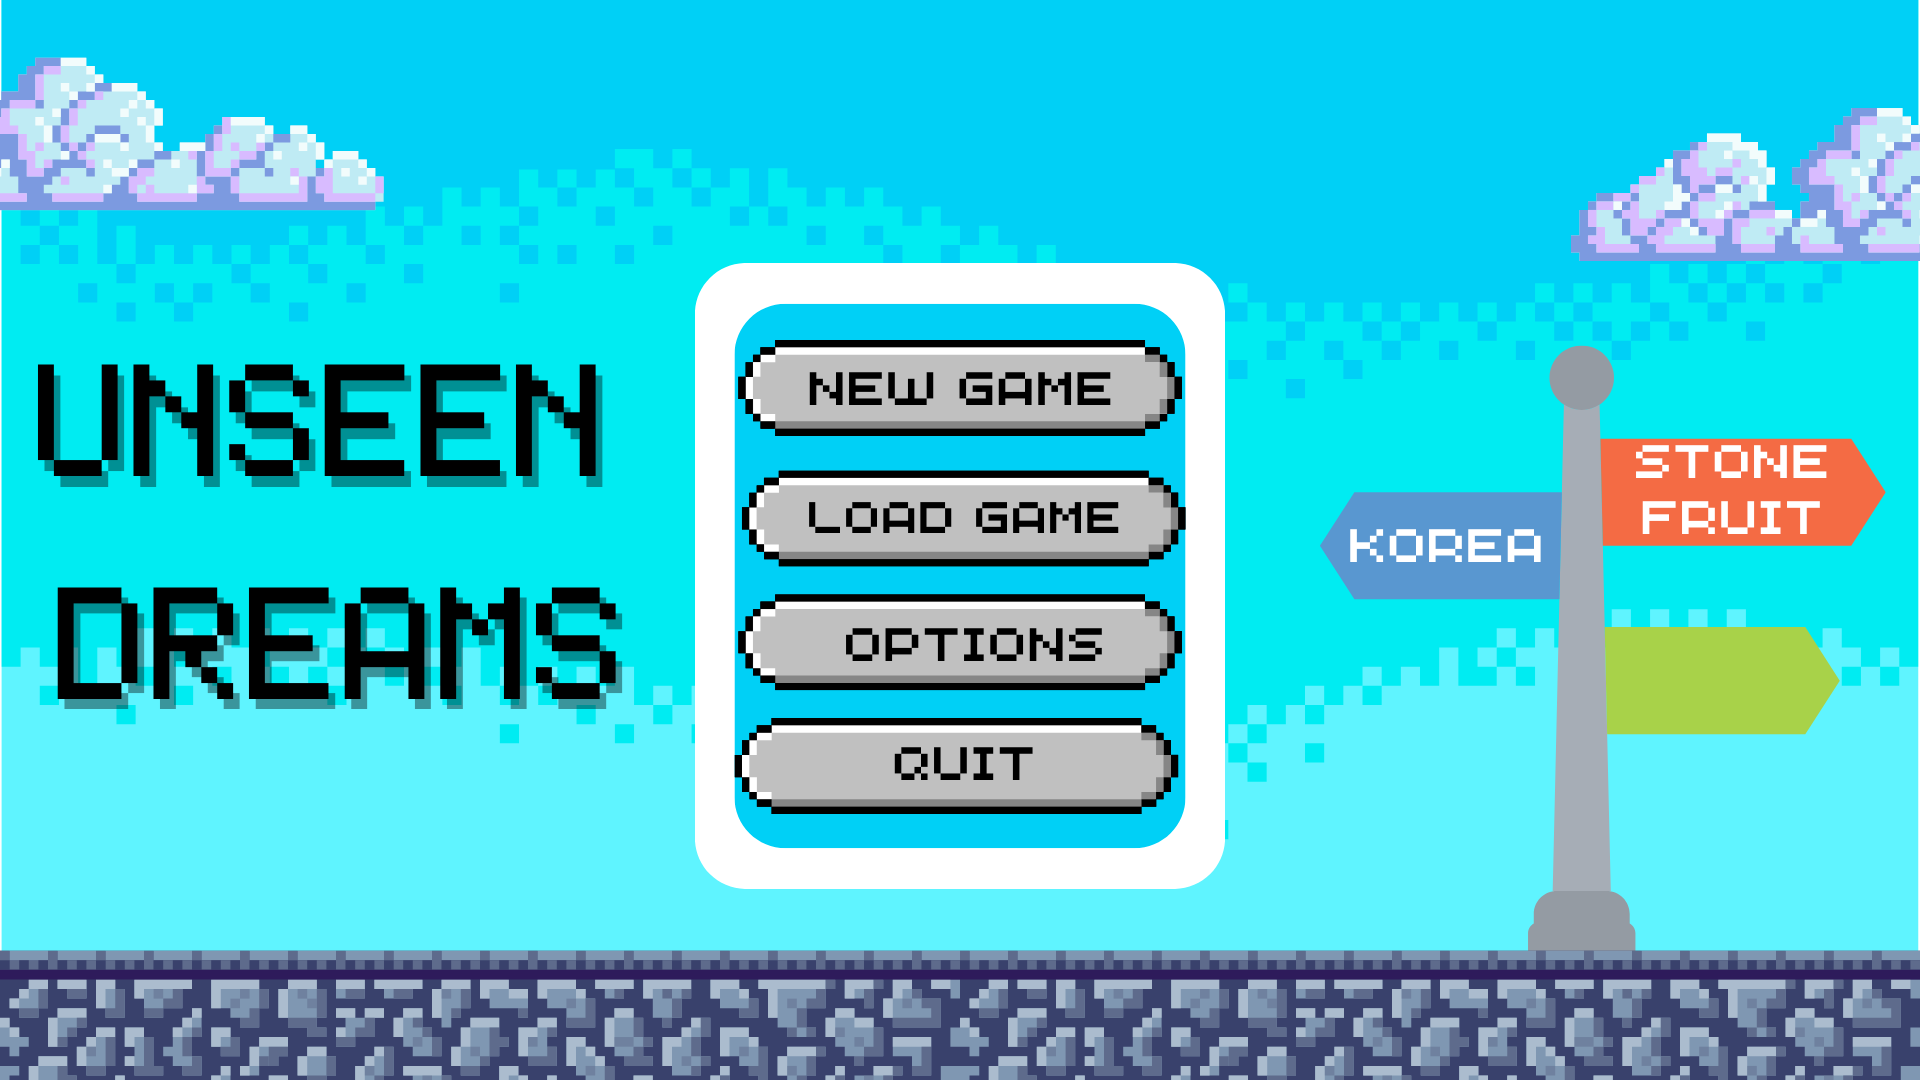 UNSEEN
DREAMS
NEW GAME
LOAD GAME
OPTIONS
QUIT
KOREA
STONE
FRUIT